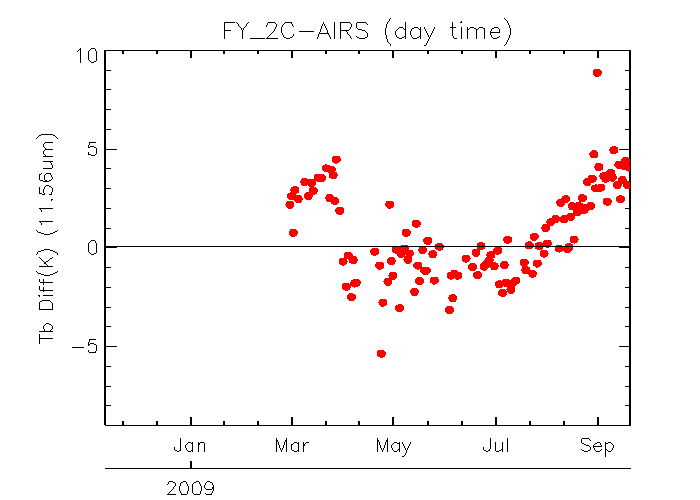 FY_2C-AIRS (day time)
10
5
0
-5
Tb Diff(K) (11.56um)
Jan Mar May Jul Sep
2009